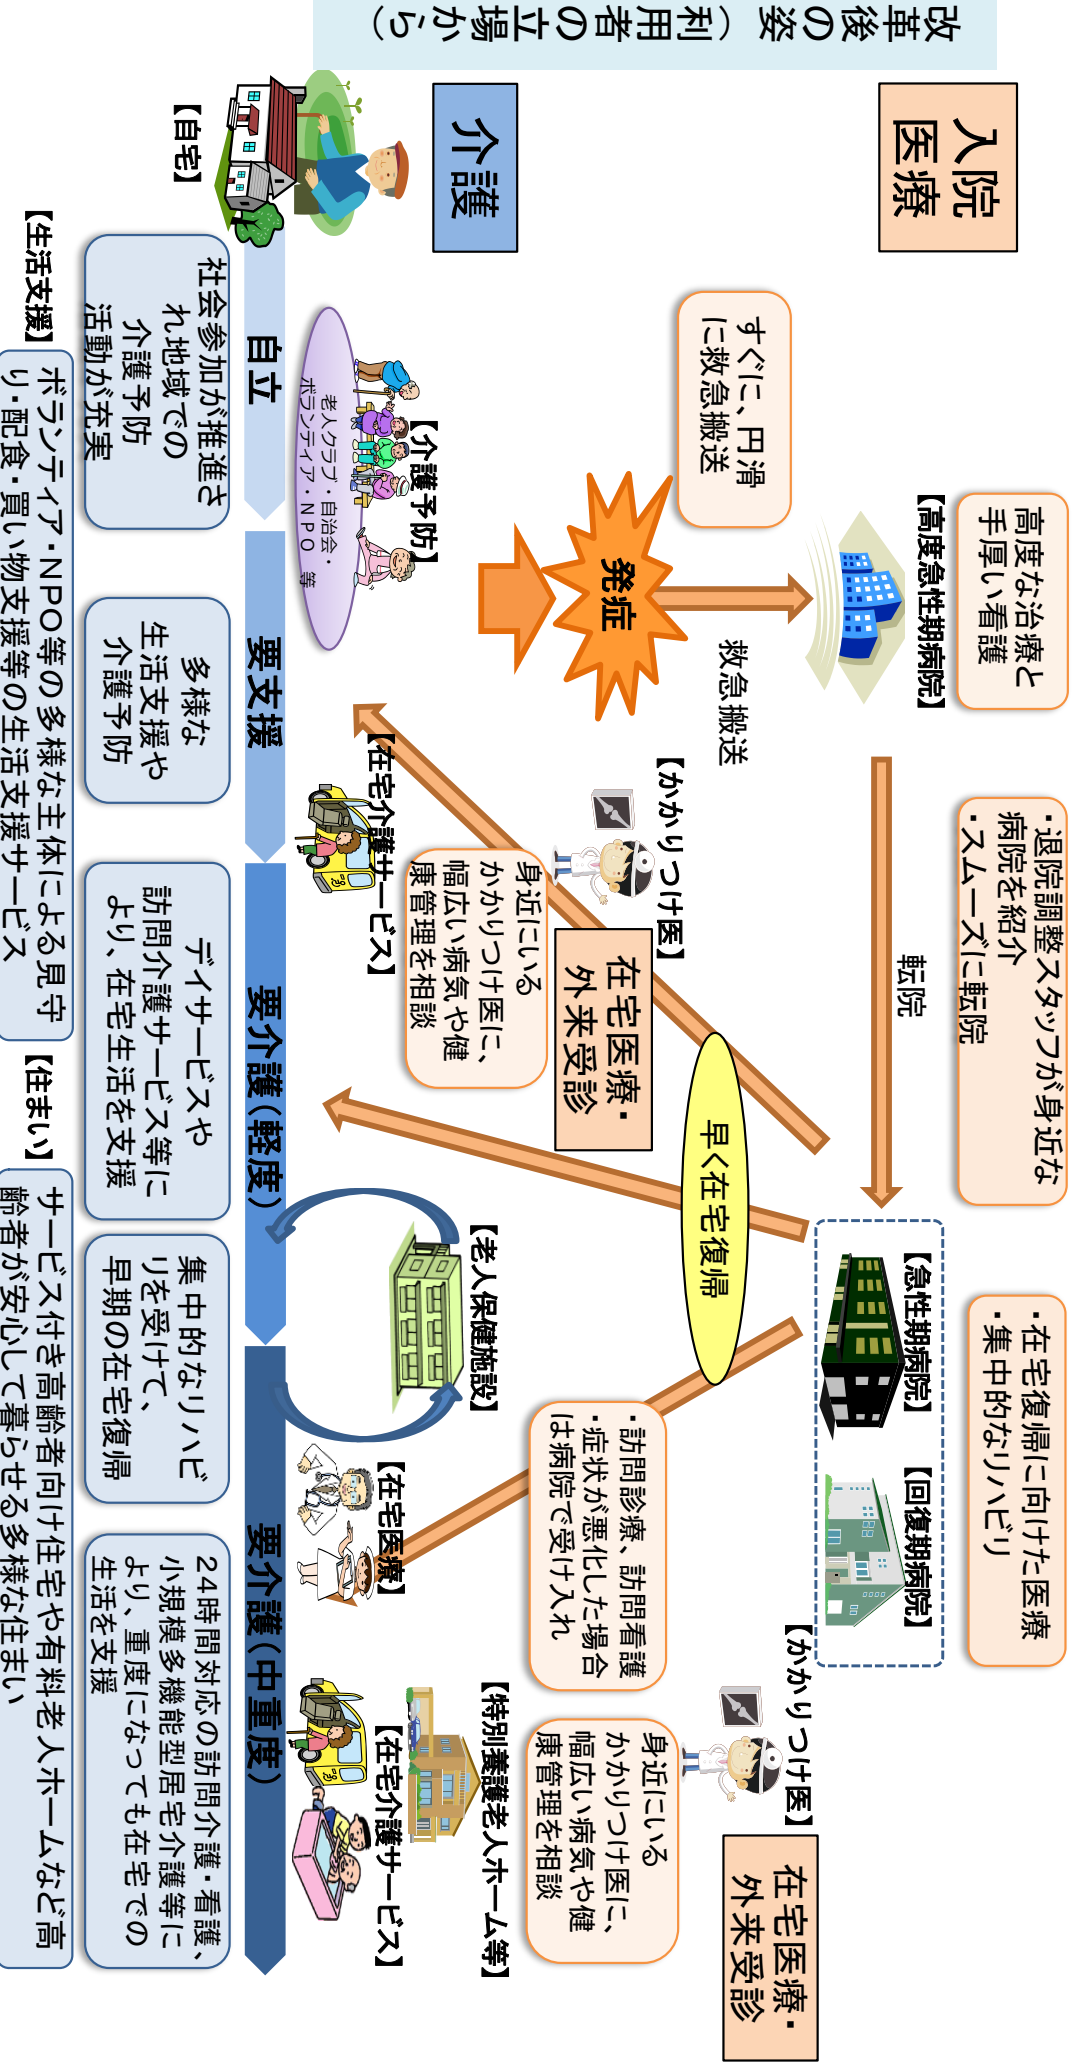 改革後の姿（利用者の立場から）
入院
医療
高度な治療と
手厚い看護
【高度急性期病院】
すぐに、円滑
に救急搬送
発症
救急搬送
・退院調整スタッフが身近な
病院を紹介
・スムーズに転院
転院
・在宅復帰に向けた医療
・集中的なリハビリ
【急性期病院】
【回復期病院】
早く在宅復帰
【かかりつけ医】
在宅医療・
外来受診
身近にいる
かかりつけ医に、
幅広い病気や健
康管理を相談
・訪問診療、訪問看護
・症状が悪化した場合
は病院で受け入れ
【かかりつけ医】
在宅医療・
外来受診
身近にいる
かかりつけ医に、
幅広い病気や健
康管理を相談
介護
【自宅】
【介護予防】
老人クラブ・自治会・
ボランティア・NPO　等
【在宅介護サービス】
【老人保健施設】
【在宅医療】
【特別養護老人ホーム等】
【在宅介護サービス】
自立
要支援
要介護（軽度）
要介護（中重度）
社会参加が推進さ
れ地域での
介護予防
活動が充実
多様な
生活支援や
介護予防
デイサービスや
訪問介護サービス等に
より、在宅生活を支援
集中的なリハビ
リを受けて、
早期の在宅復帰
24時間対応の訪問介護・看護、
小規模多機能型居宅介護等に
より、重度になっても在宅での
生活を支援
【生活支援】
ボランティア・NPO等の多様な主体による見守
り・配食・買い物支援等の生活支援サービス
【住まい】
サービス付き高齢者向け住宅や有料老人ホームなど高
齢者が安心して暮らせる多様な住まい